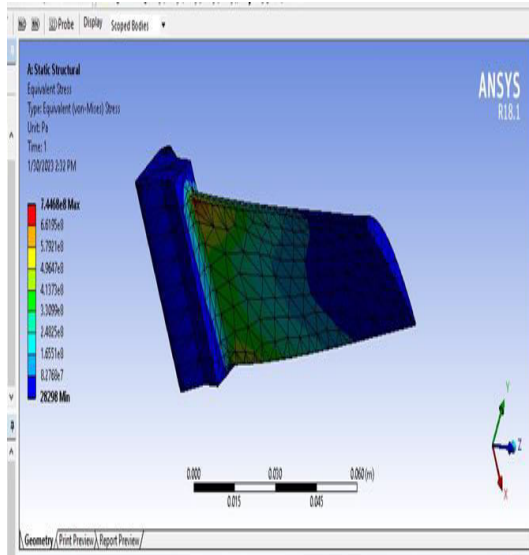 Probe Display Scoped Bodies
A: Static Structural
Equivalent Stress
Type: Equivalent (von-Mises) Stress
Unit: Pa
Time: 1
1/30/2023 2:32 PM
7.4468e8 Max
6.6195e8
5.7921e8
4.9647e8
4.1373e8
3.3099e8
2.4825e8
1.6551e8
8.2768e7
28298 Min
ANSYS
R18.1
Y
Z
X
0.000 0.030 0.060 (m)
0.015 0.045
Geometry Print Preview Report Preview